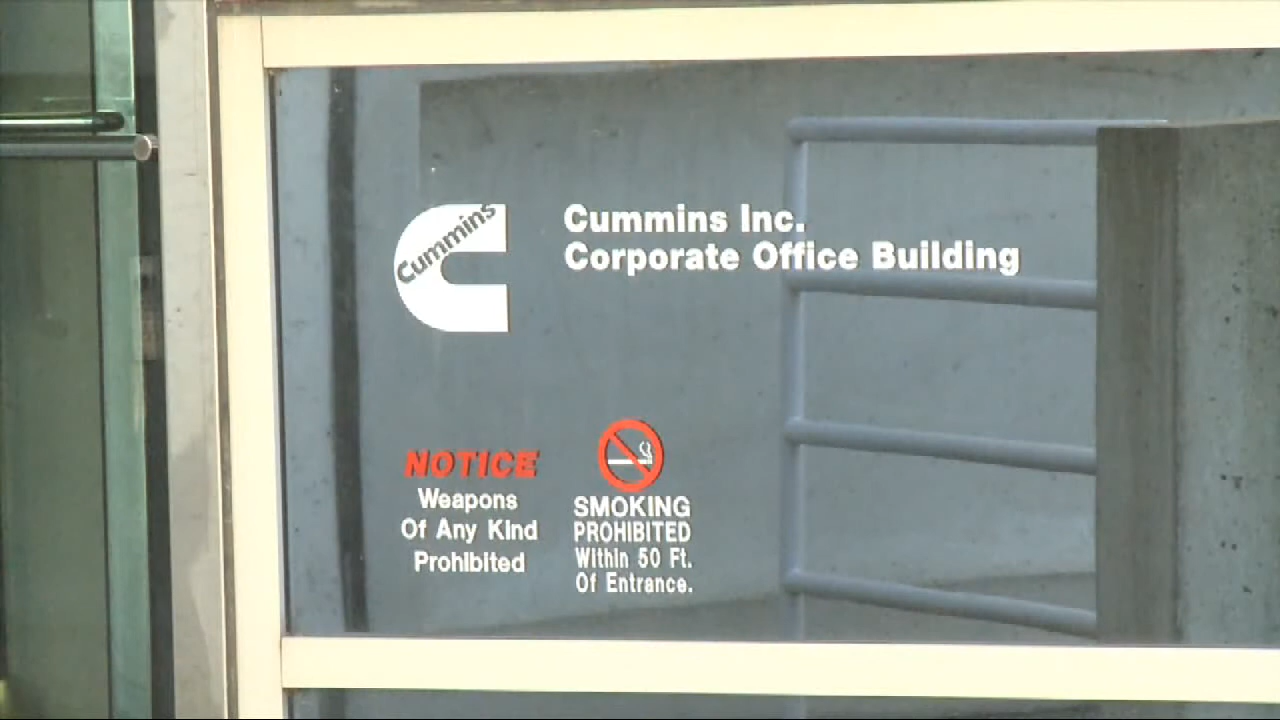 Cummins
Cummins Inc.
Corporate Office Building
NOTICE
Weapons
Of Any Kind
Prohibited
SMOKING
PROHIBITED
Within 50 Ft.
Of Entrance.